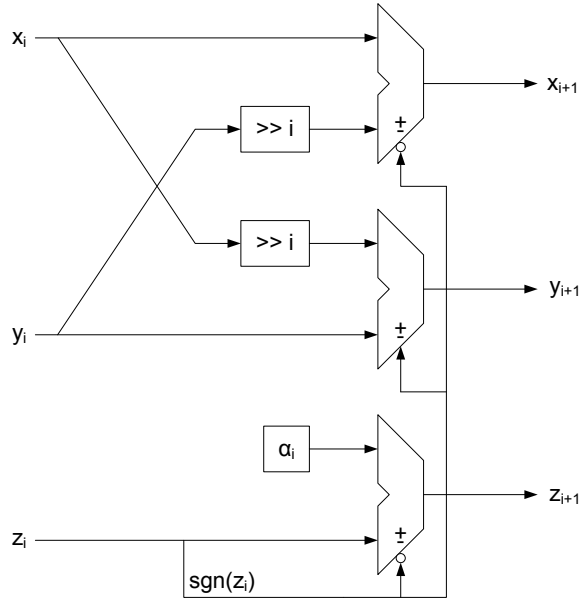 xᵢ
xᵢ₊₁
>> i
±
>> i
yᵢ₊₁
yᵢ
±
αᵢ
zᵢ₊₁
zᵢ
±
sgn(zᵢ)